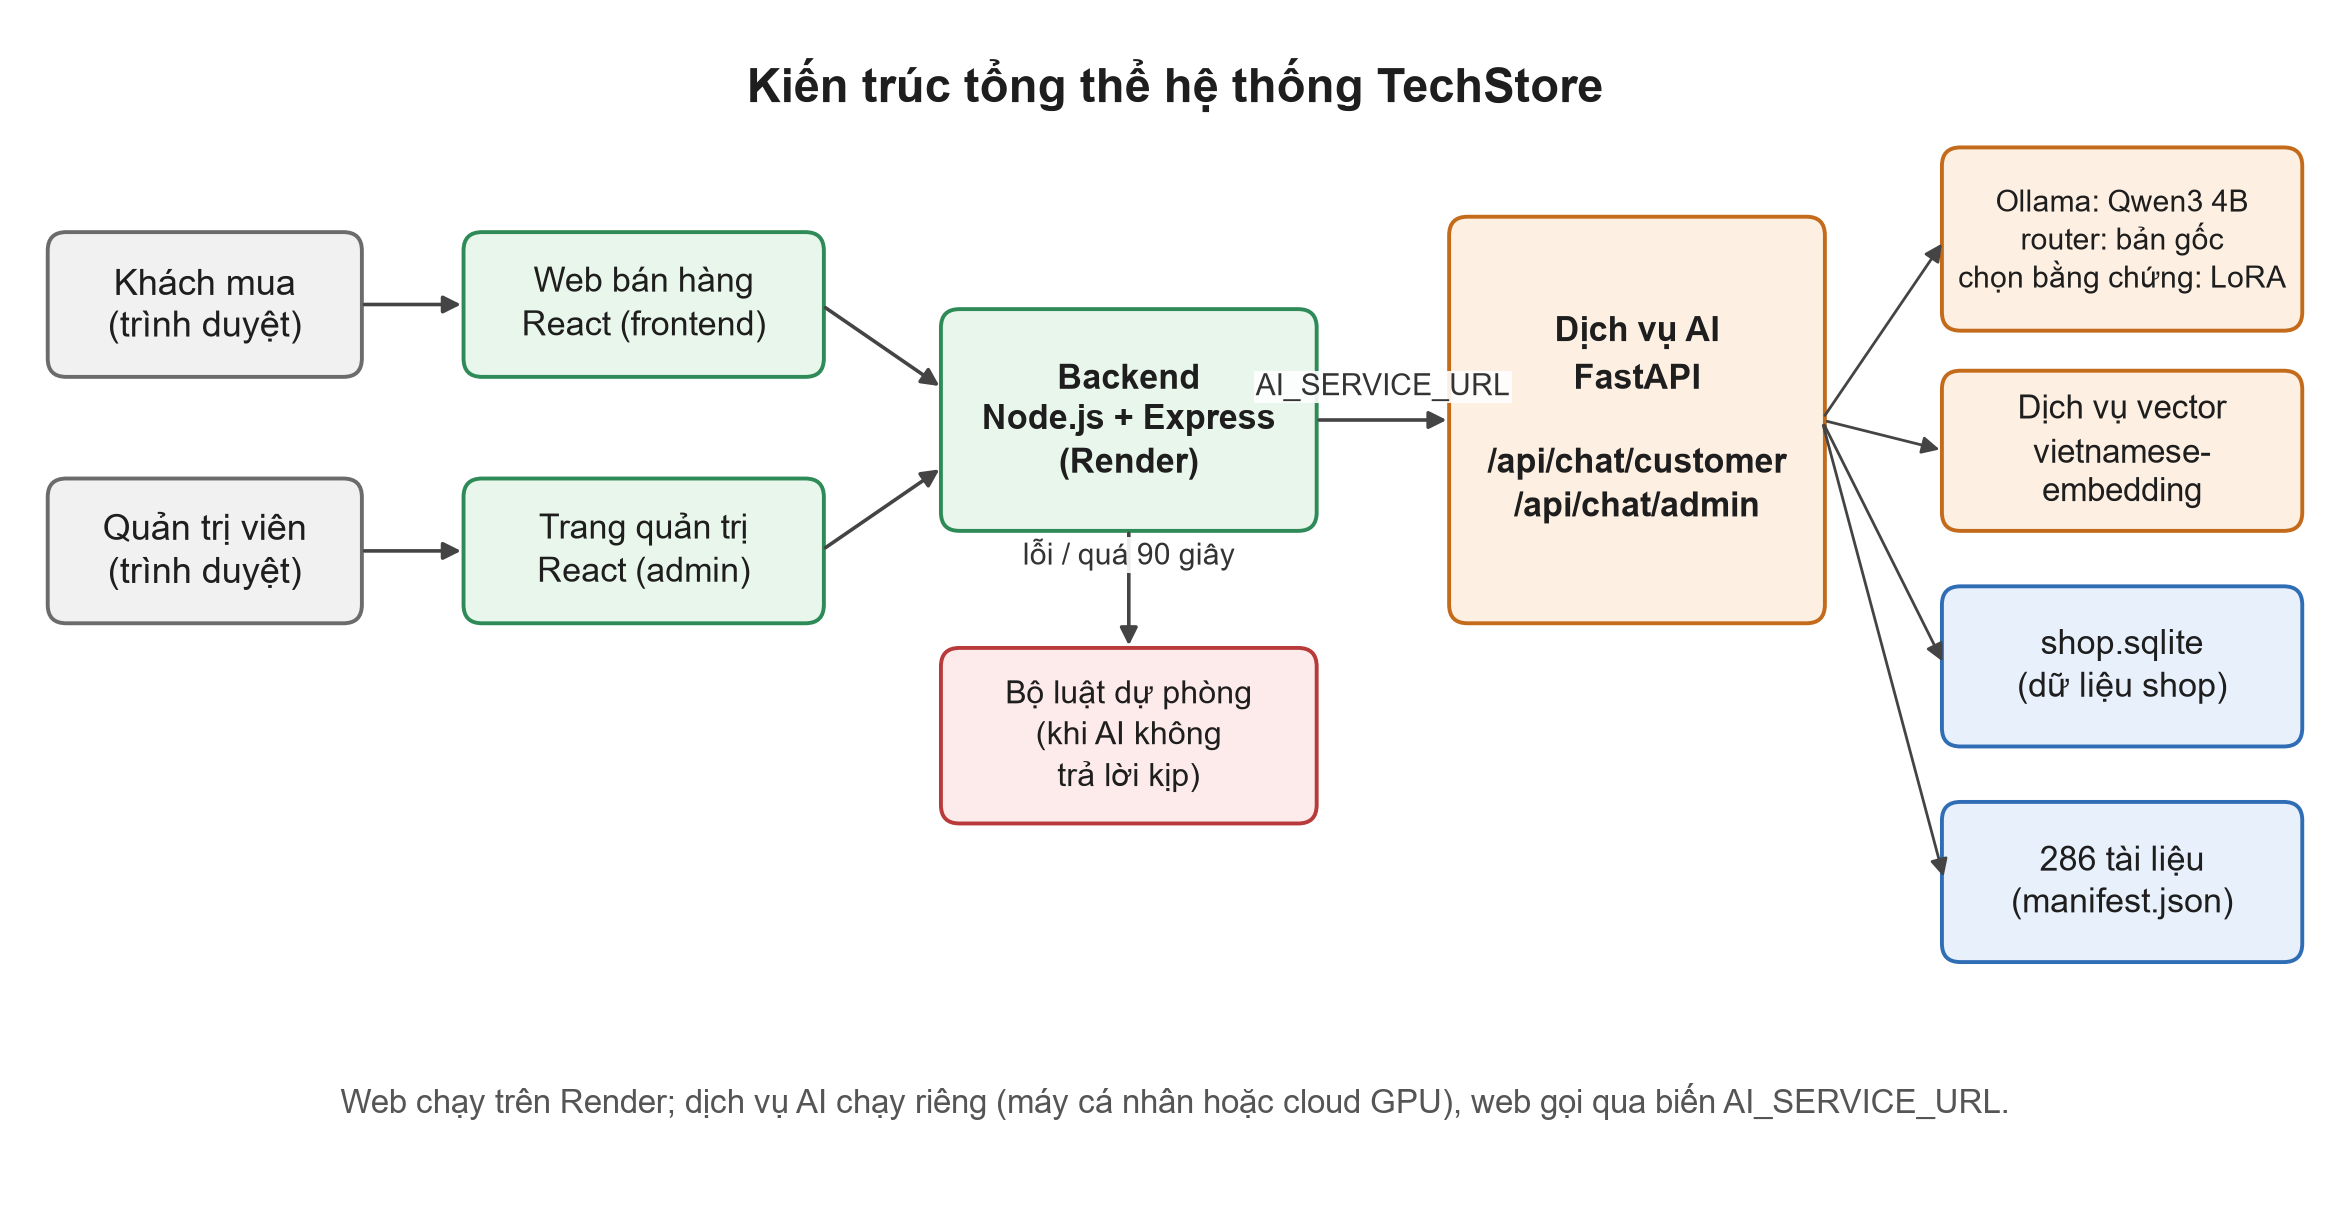 Kiến trúc tổng thể hệ thống TechStore
Khách mua
(trình duyệt)
Web bán hàng
React (frontend)
Quản trị viên
(trình duyệt)
Trang quản trị
React (admin)
Backend
Node.js + Express
(Render)
AI_SERVICE_URL
lỗi / quá 90 giây
Bộ luật dự phòng
(khi AI không
trả lời kịp)
Dịch vụ AI
FastAPI
/api/chat/customer
/api/chat/admin
Ollama: Qwen3 4B
router: bản gốc
chọn bằng chứng: LoRA
Dịch vụ vector
vietnamese-
embedding
shop.sqlite
(dữ liệu shop)
286 tài liệu
(manifest.json)
Web chạy trên Render; dịch vụ AI chạy riêng (máy cá nhân hoặc cloud GPU), web gọi qua biến AI_SERVICE_URL.